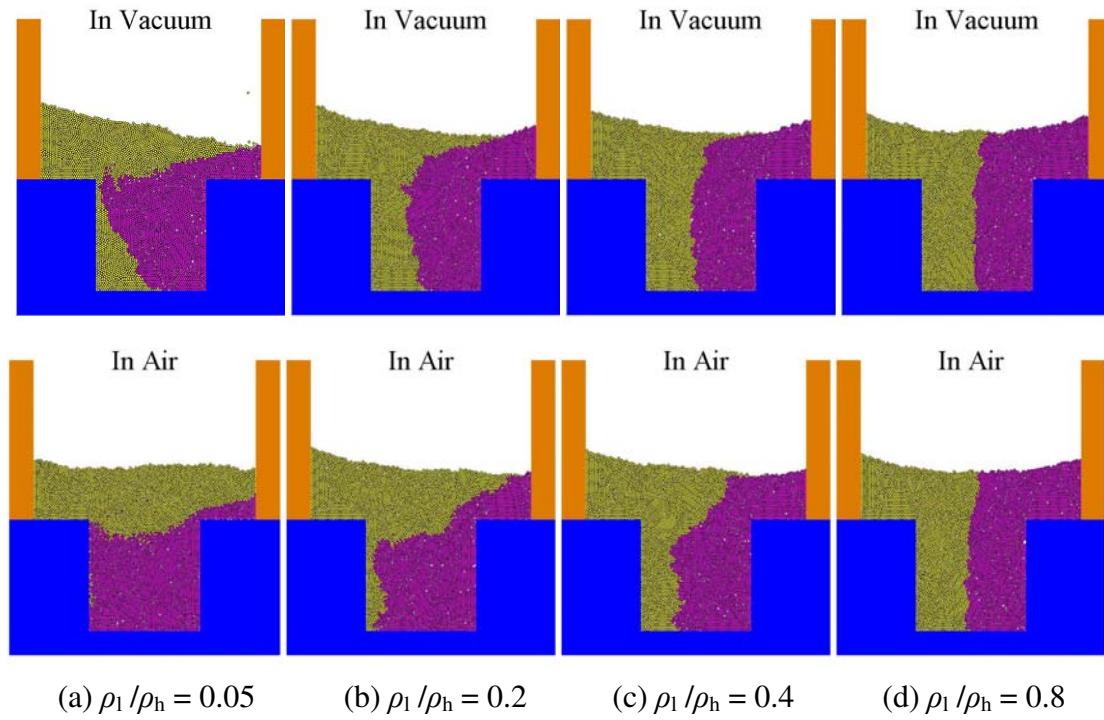 In Vacuum In Vacuum In Vacuum In Vacuum
In Air In Air In Air In Air
(a) ρl /ρh = 0.05 (b) ρl /ρh = 0.2 (c) ρl /ρh = 0.4 (d) ρl /ρh = 0.8